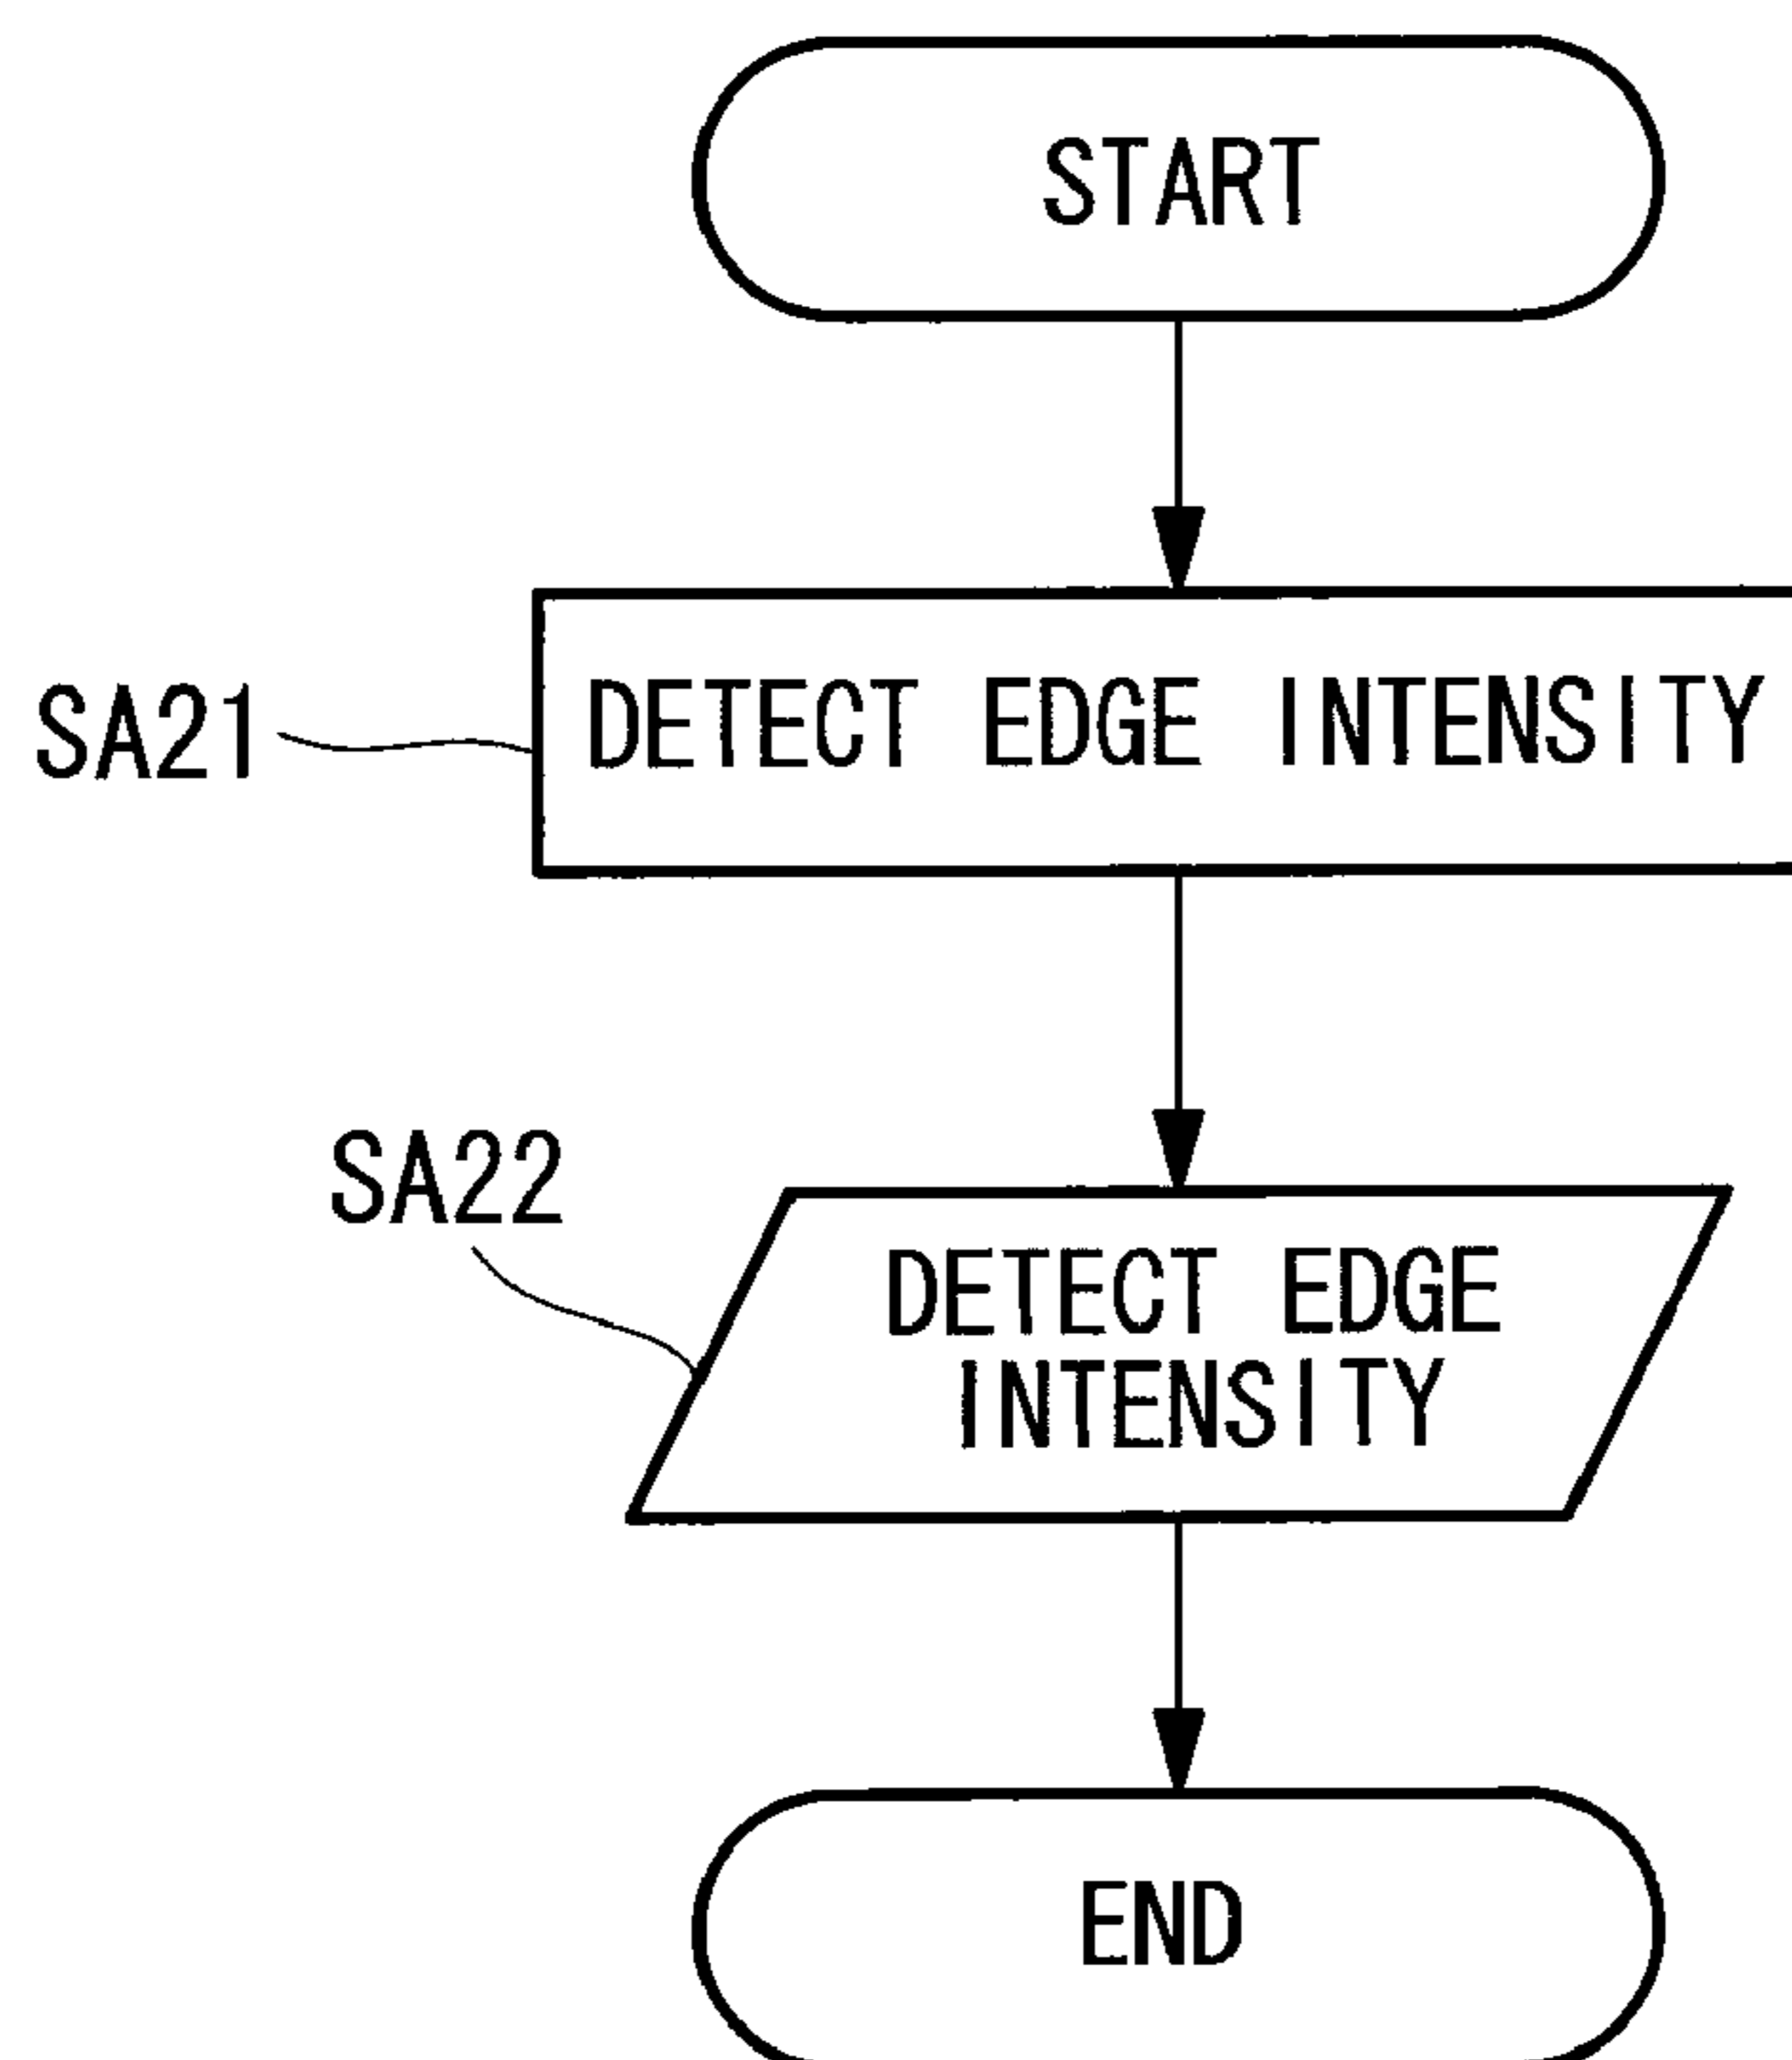 START
SA21
DETECT EDGE INTENSITY
SA22
DETECT EDGE
INTENSITY
END